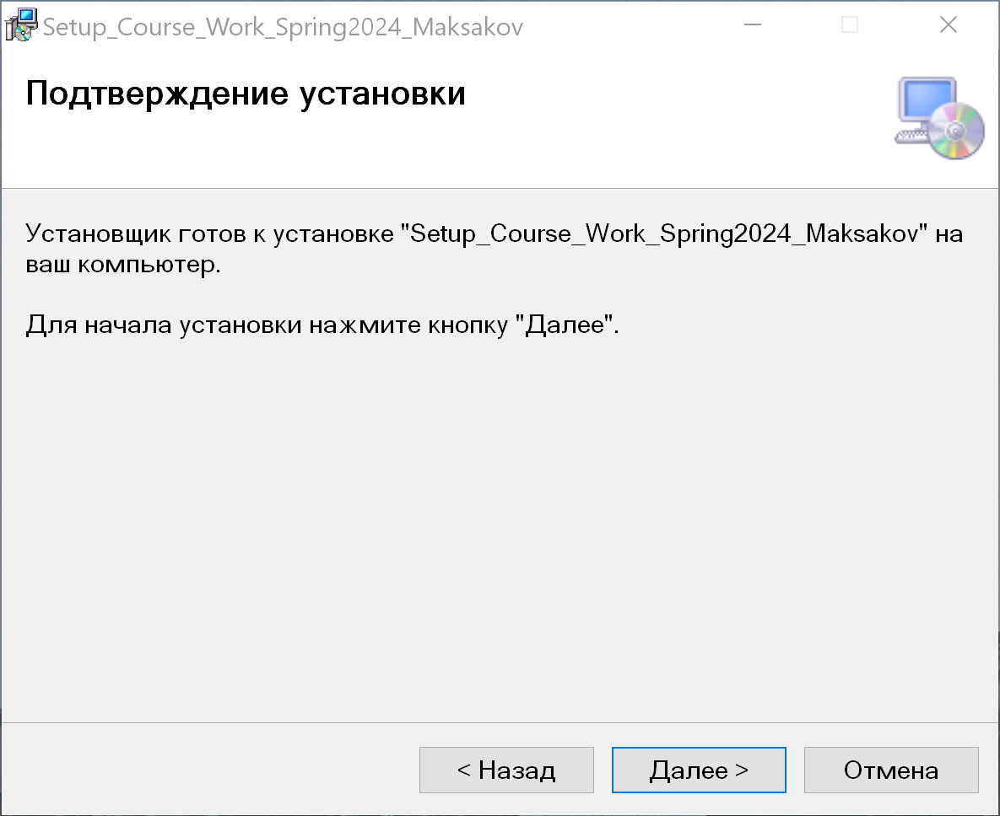 Setup_Course_Work_Spring2024_Maksakov
Подтверждение установки
Установщик готов к установке "Setup_Course_Work_Spring2024_Maksakov" на
ваш компьютер.
Для начала установки нажмите кнопку "Далее".
< Назад
Далее >
Отмена